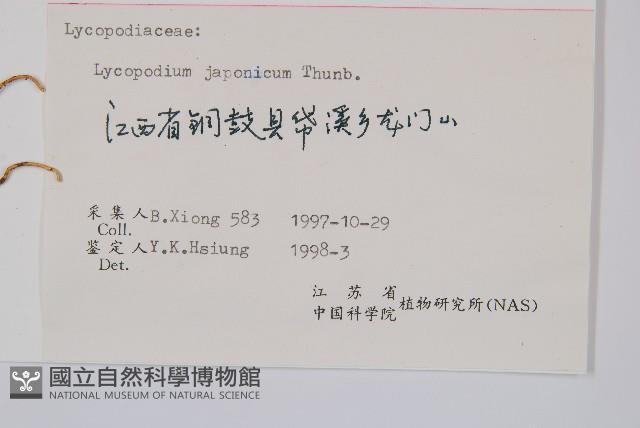 Lycopodiaceae:
Lycopodium japonicum Thunb.
江西省铜鼓县带溪乡龙门山
采集人 B.Xiong 583 1997-10-29
Coll.
鉴定人 Y.K.Hsiung 1998-3
Det.
江苏省
中国科学院 植物研究所(NAS)
國立自然科學博物館
NATIONAL MUSEUM OF NATURAL SCIENCE